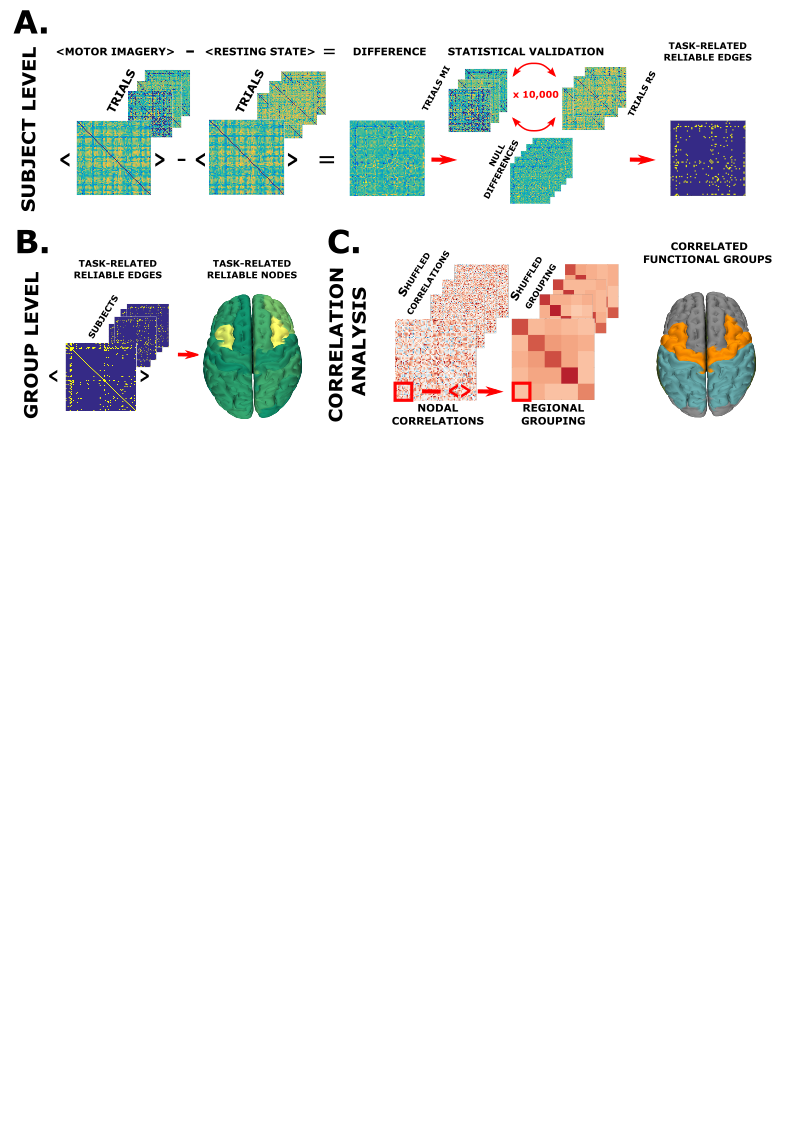 A.
SUBJECT LEVEL
<MOTOR IMAGERY> - <RESTING STATE> = DIFFERENCE
STATISTICAL VALIDATION
TASK-RELATED
RELIABLE EDGES
TRIALS
TRIALS
TRIALS MI
x 10,000
TRIALS RS
NULL
DIFFERENCES
< > - < > =
B.
GROUP LEVEL
TASK-RELATED
RELIABLE EDGES
TASK-RELATED
RELIABLE NODES
SUBJECTS
< >
C.
CORRELATION
ANALYSIS
SHUFFLED
CORRELATIONS
SHUFFLED
GROUPING
<>
NODAL
CORRELATIONS
REGIONAL
GROUPING
CORRELATED
FUNCTIONAL GROUPS